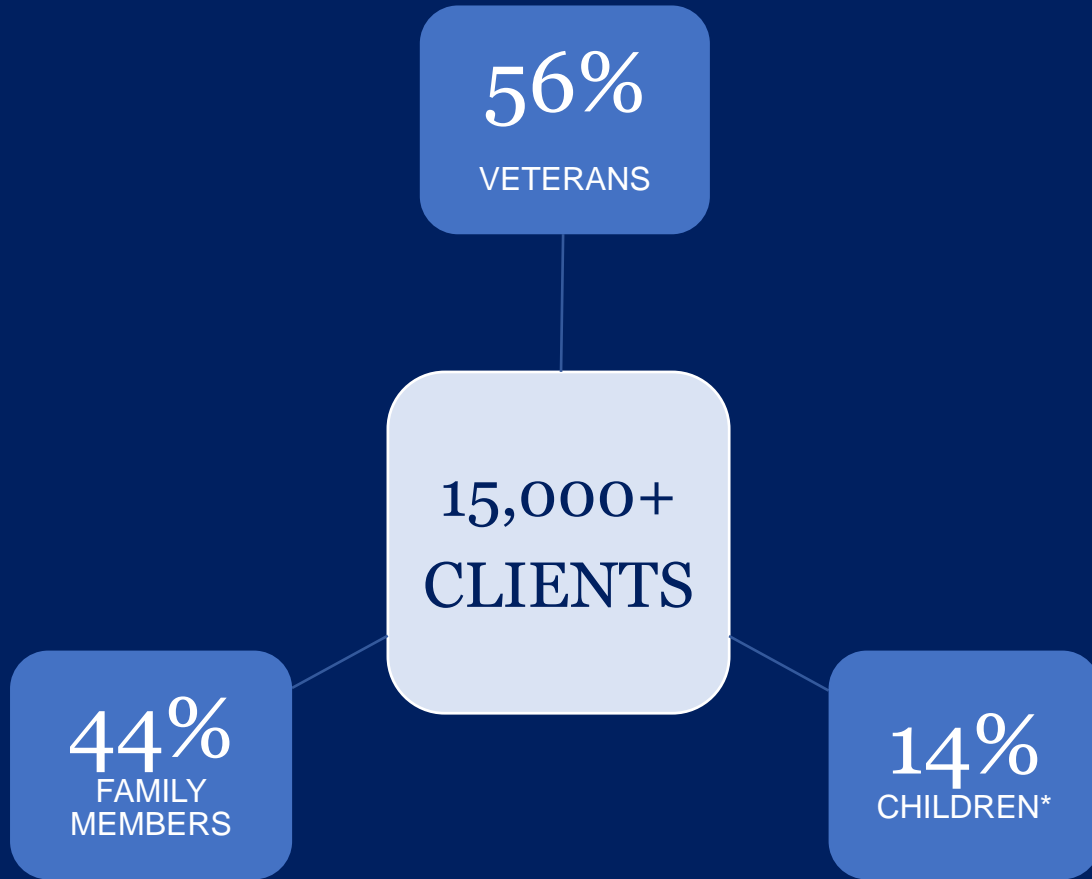 56%
VETERANS
15,000+
CLIENTS
44%
FAMILY
MEMBERS
14%
CHILDREN*